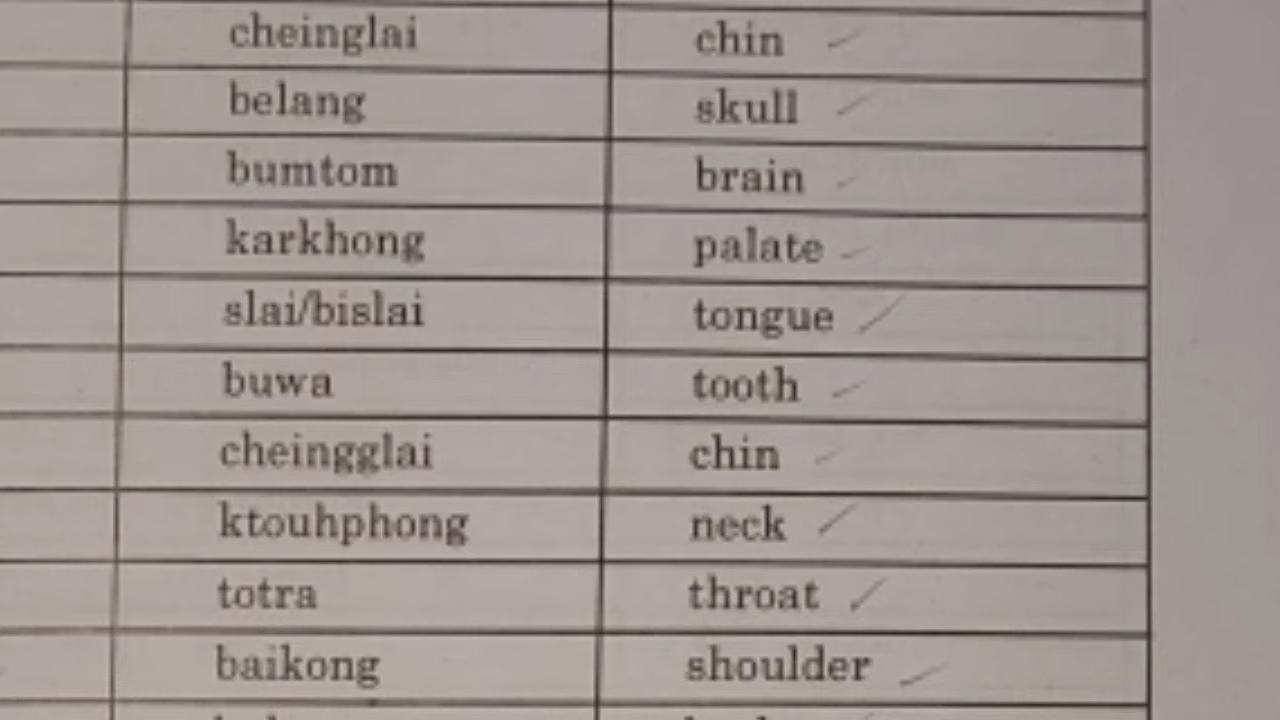 cheinglai chin
belang skull
bumtom brain
karkhong palate
slai/bislai tongue
buwa tooth
cheingglai chin
ktouhphong neck
totra throat
baikong shoulder